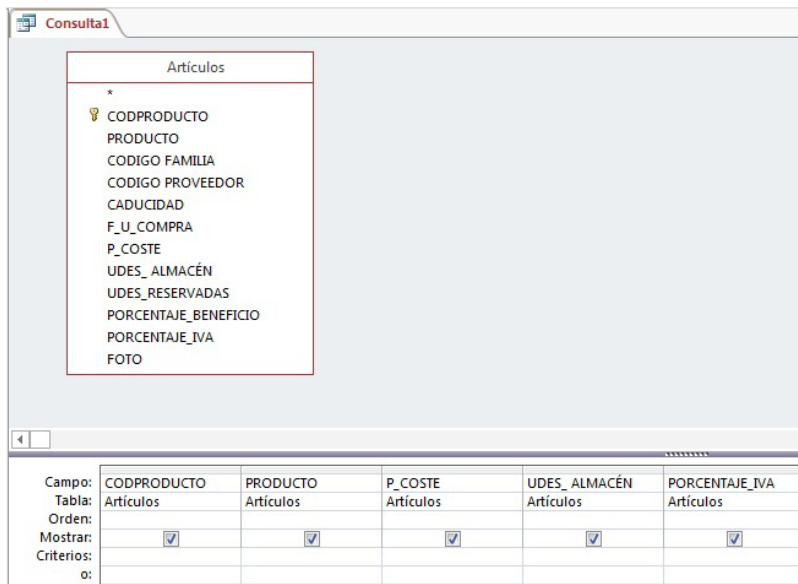 Consulta1
Artículos
*
CODPRODUCTO
PRODUCTO
CODIGO FAMILIA
CODIGO PROVEEDOR
CADUCIDAD
F_U_COMPRA
P_COSTE
UDES_ ALMACÉN
UDES_RESERVADAS
PORCENTAJE_BENEFICIO
PORCENTAJE_IVA
FOTO
Campo: CODPRODUCTO PRODUCTO P_COSTE UDES_ ALMACÉN PORCENTAJE_IVA
Tabla: Artículos Artículos Artículos Artículos Artículos
Orden:
Mostrar:
Criterios:
o: